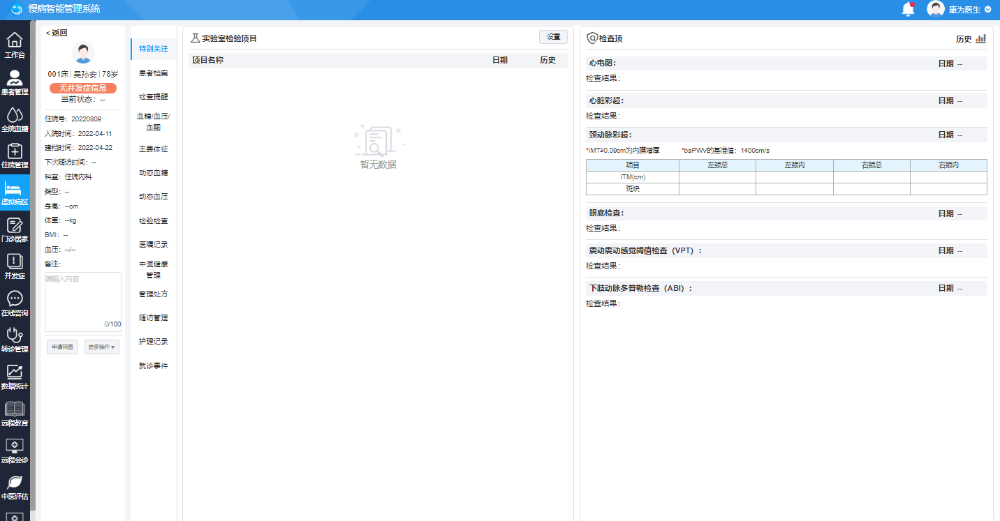 慢病智能管理系统
康为医生
工作台
患者管理
全院血糖
住院管理
虚拟病区
门诊居家
并发症
在线咨询
转诊管理
数据统计
远程教育
远程会诊
中医评估
< 返回
001床 | 吴孙安 | 78岁
无并发症信息
当前状态：--
住院号：20220809
入院时间：2022-04-11
建档时间：2022-04-22
下次随访时间：--
科室：住院内科
类型：--
身高：--cm
体重：--kg
BMI：--
血压：--/--
备注：
请输入内容
0/100
申请筛查
更多操作
特别关注
患者档案
检查提醒
血糖/血压/
血酮
主要体征
动态血糖
动态血压
检验检查
医嘱记录
中医健康
管理
管理处方
随访管理
护理记录
就诊事件
实验室检验项目
设置
项目名称 日期 历史
暂无数据
检查项
历史
心电图： 日期 --
检查结果：
心脏彩超： 日期 --
检查结果：
颈动脉彩超： 日期 --
*IMT≥0.09cm为内膜增厚 *baPWV的基准值：1400cm/s
项目 左颈总 左颈内 右颈总 右颈内
ITM(cm)
斑块
眼底检查： 日期 --
检查结果：
震动震动感觉阈值检查（VPT）： 日期 --
检查结果：
下肢动脉多普勒检查（ABI）： 日期 --
检查结果：